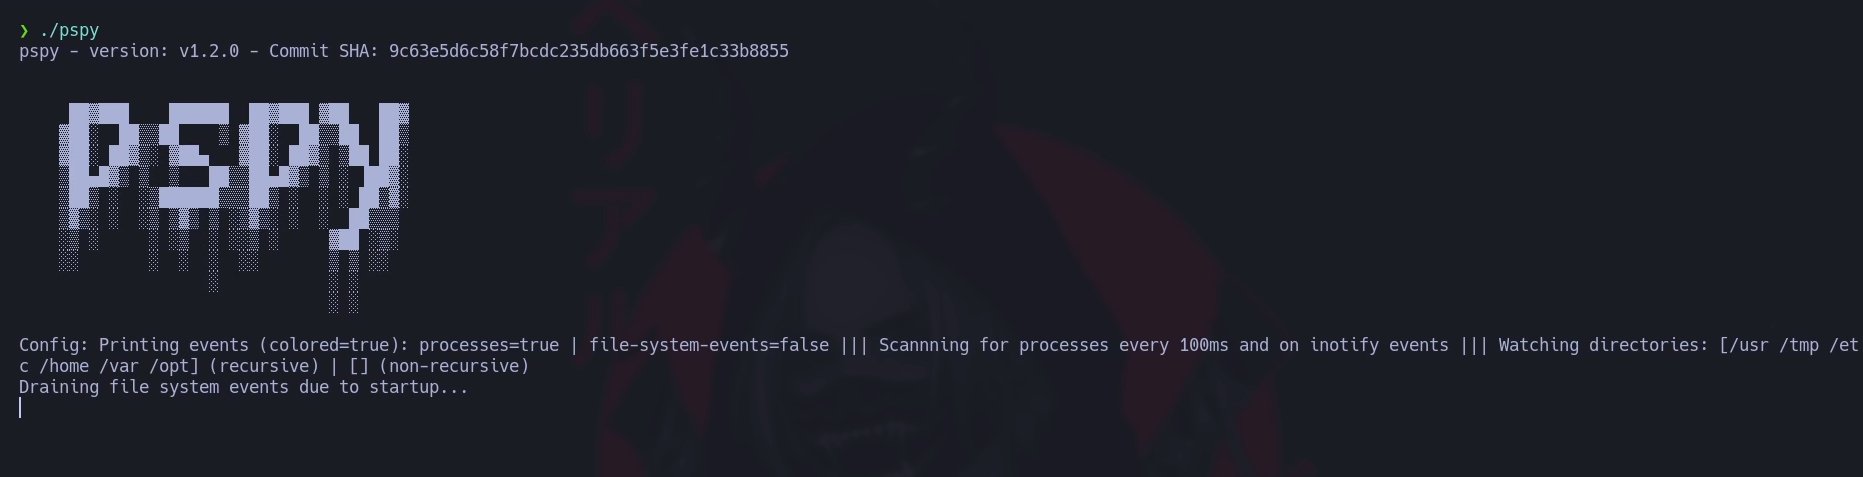 ❯ ./pspy
pspy - version: v1.2.0 - Commit SHA: 9c63e5d6c58f7bcdc235db663f5e3fe1c33b8855
PSPY
Config: Printing events (colored=true): processes=true | file-system-events=false ||| Scannning for processes every 100ms and on inotify events ||| Watching directories: [/usr /tmp /et
c /home /var /opt] (recursive) | [] (non-recursive)
Draining file system events due to startup...